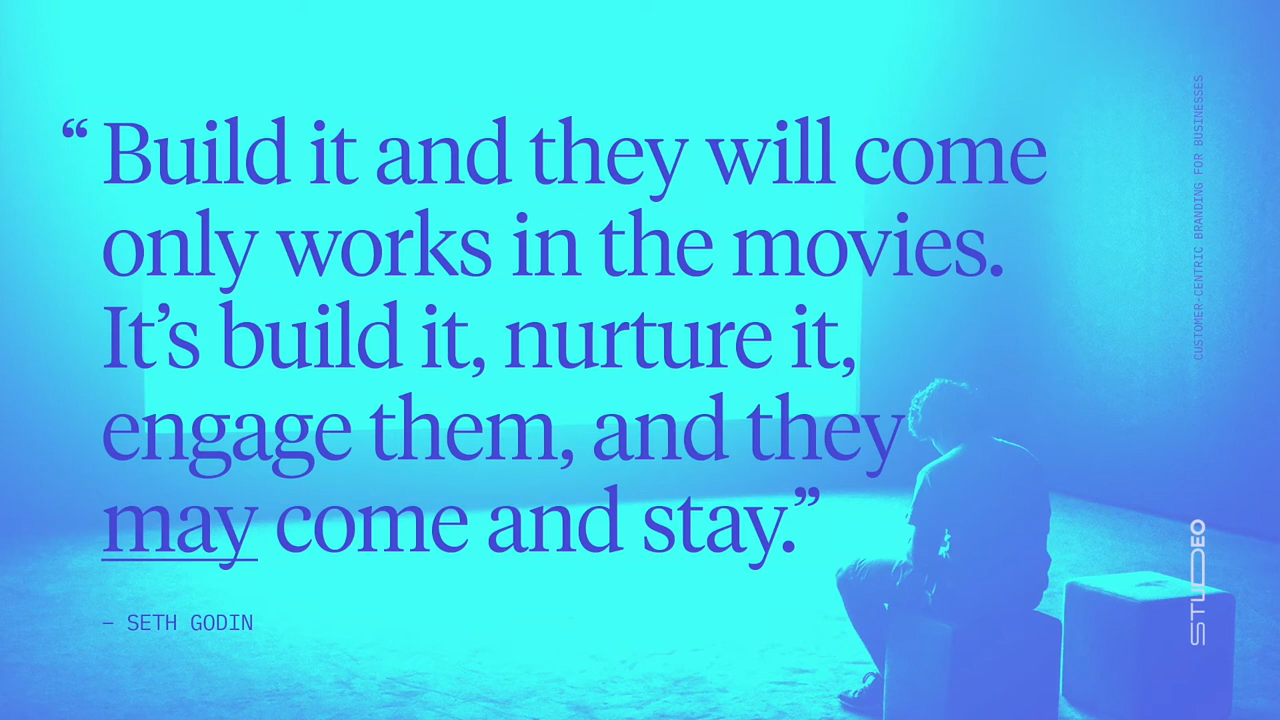 “Build it and they will come
only works in the movies.
It’s build it, nurture it,
engage them, and they
may come and stay.”
– SETH GODIN
CUSTOMER-CENTRIC BRANDING FOR BUSINESSES
STUDEO